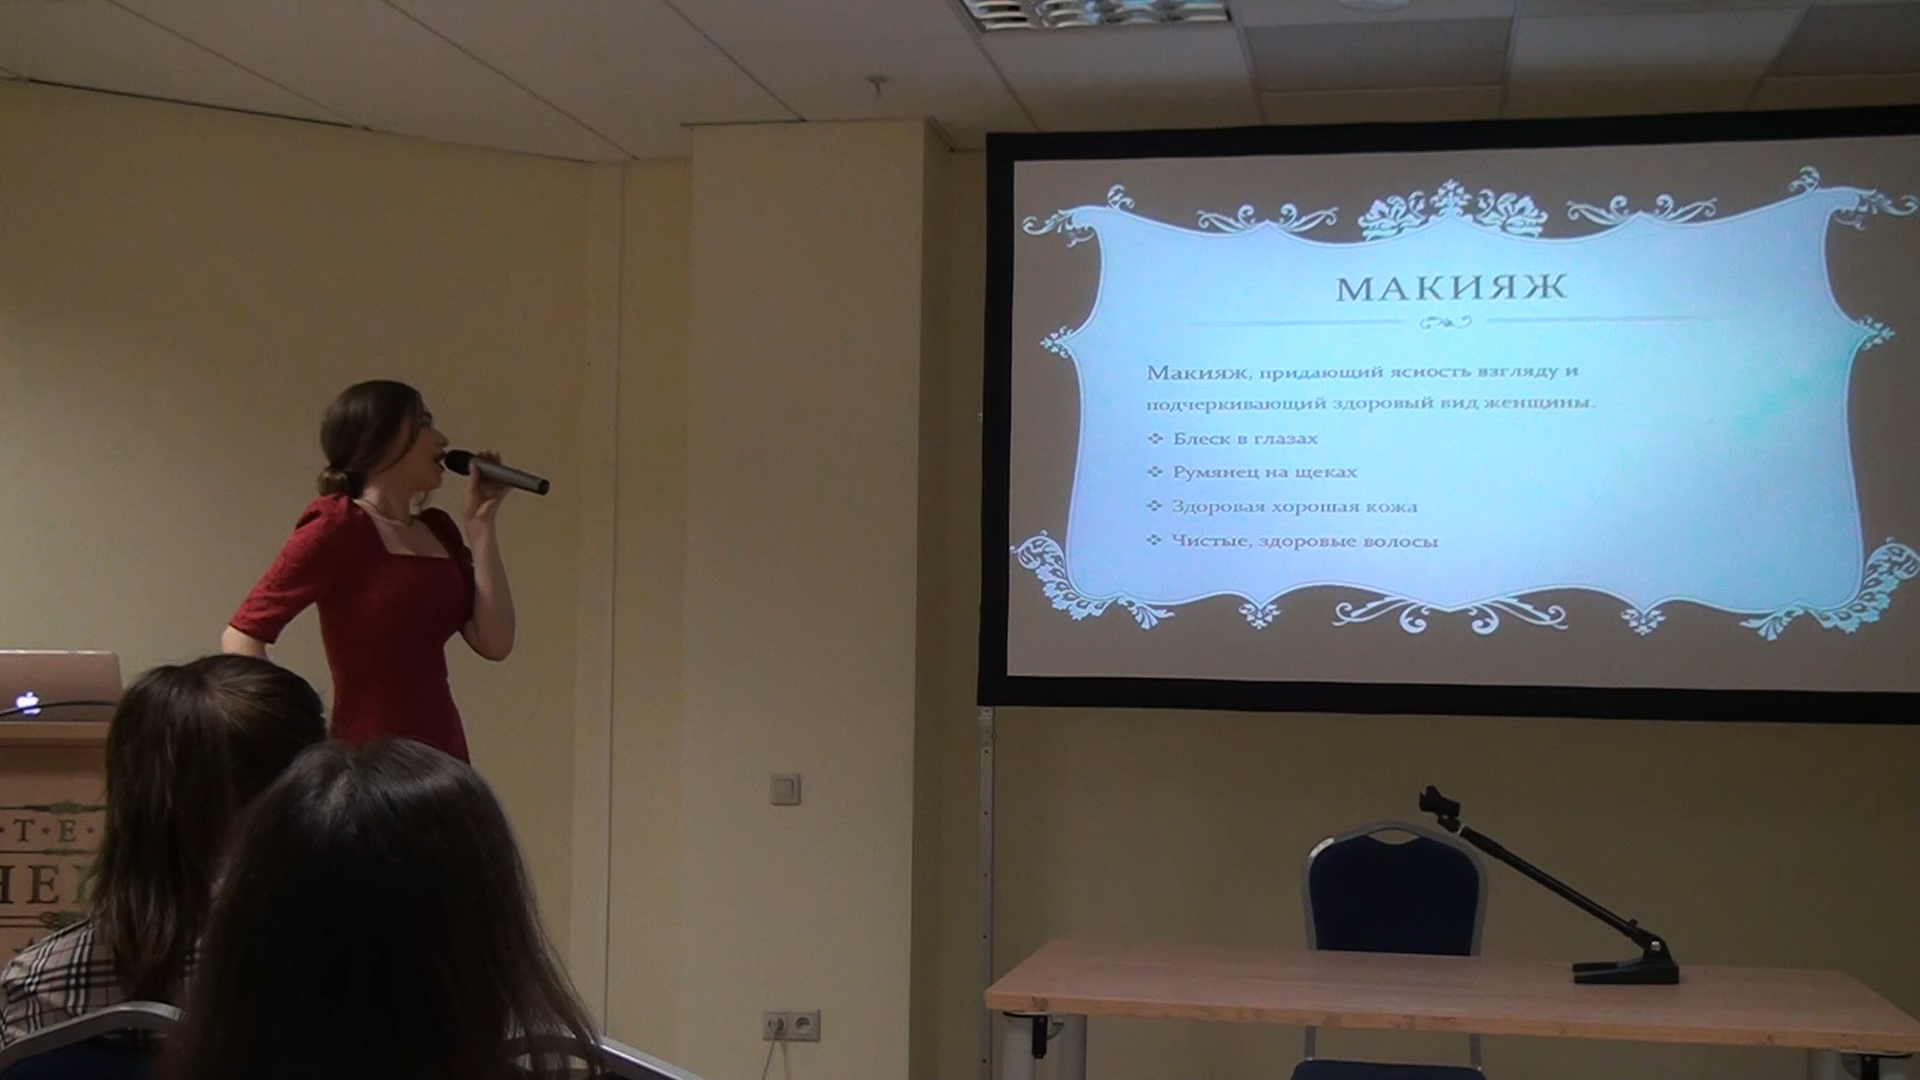 МАКИЯЖ
Макияж, придающий ясность взгляду и
подчеркивающий здоровый вид женщины.
Блеск в глазах
Румянец на щеках
Здоровая хорошая кожа
Чистые, здоровые волосы
·Т·Е·